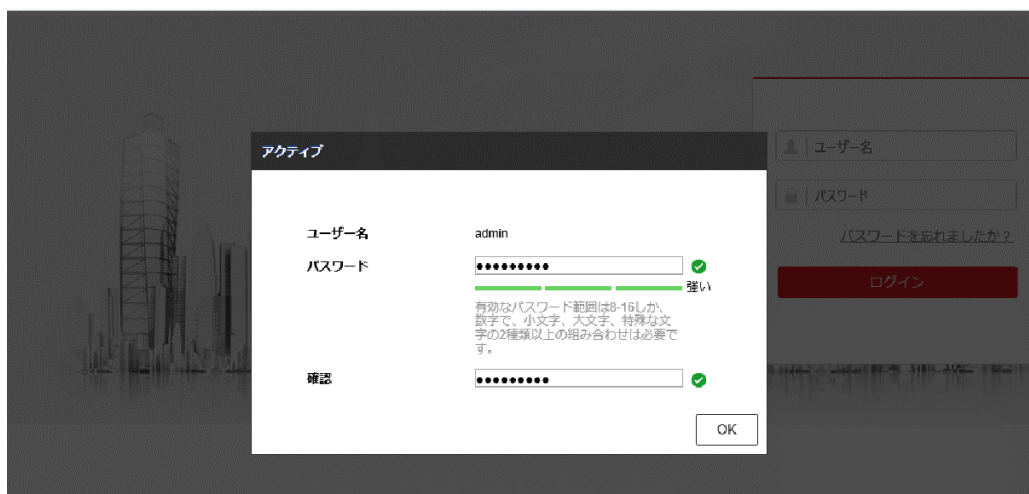 アクティブ
ユーザー名 admin
パスワード ●●●●●●●●●
強い
有効なパスワード範囲は8-16しか、
数字で、小文字、大文字、特殊な文
字の2種類以上の組み合わせは必要で
す。
確認 ●●●●●●●●●
OK
ユーザー名
パスワード
パスワードを忘れましたか？
ログイン